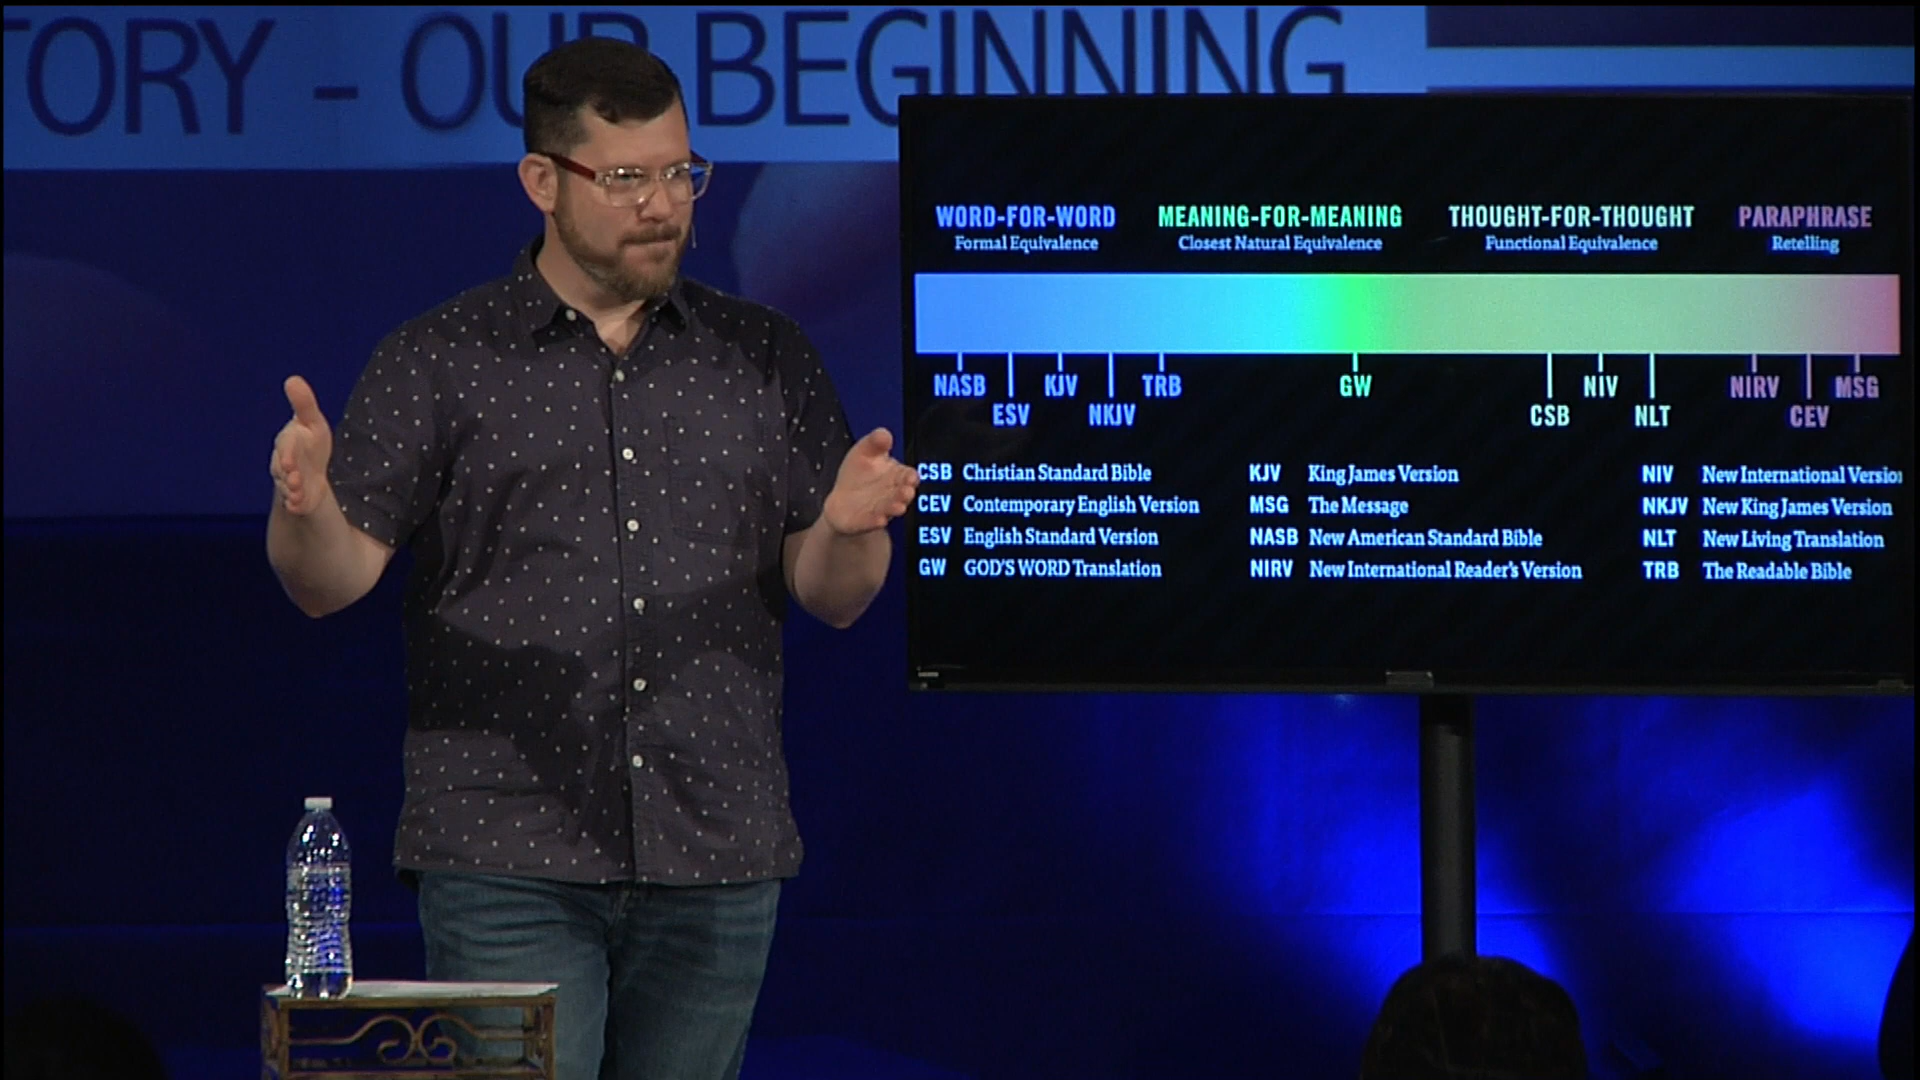 TORY - OUR BEGINNING
WORD-FOR-WORD MEANING-FOR-MEANING THOUGHT-FOR-THOUGHT PARAPHRASE
Formal Equivalence Closest Natural Equivalence Functional Equivalence Retelling
NASB KJV TRB GW NIV NIRV MSG
ESV NKJV CSB NLT CEV
CSB Christian Standard Bible KJV King James Version NIV New International Version
CEV Contemporary English Version MSG The Message NKJV New King James Version
ESV English Standard Version NASB New American Standard Bible NLT New Living Translation
GW GOD'S WORD Translation NIRV New International Reader's Version TRB The Readable Bible